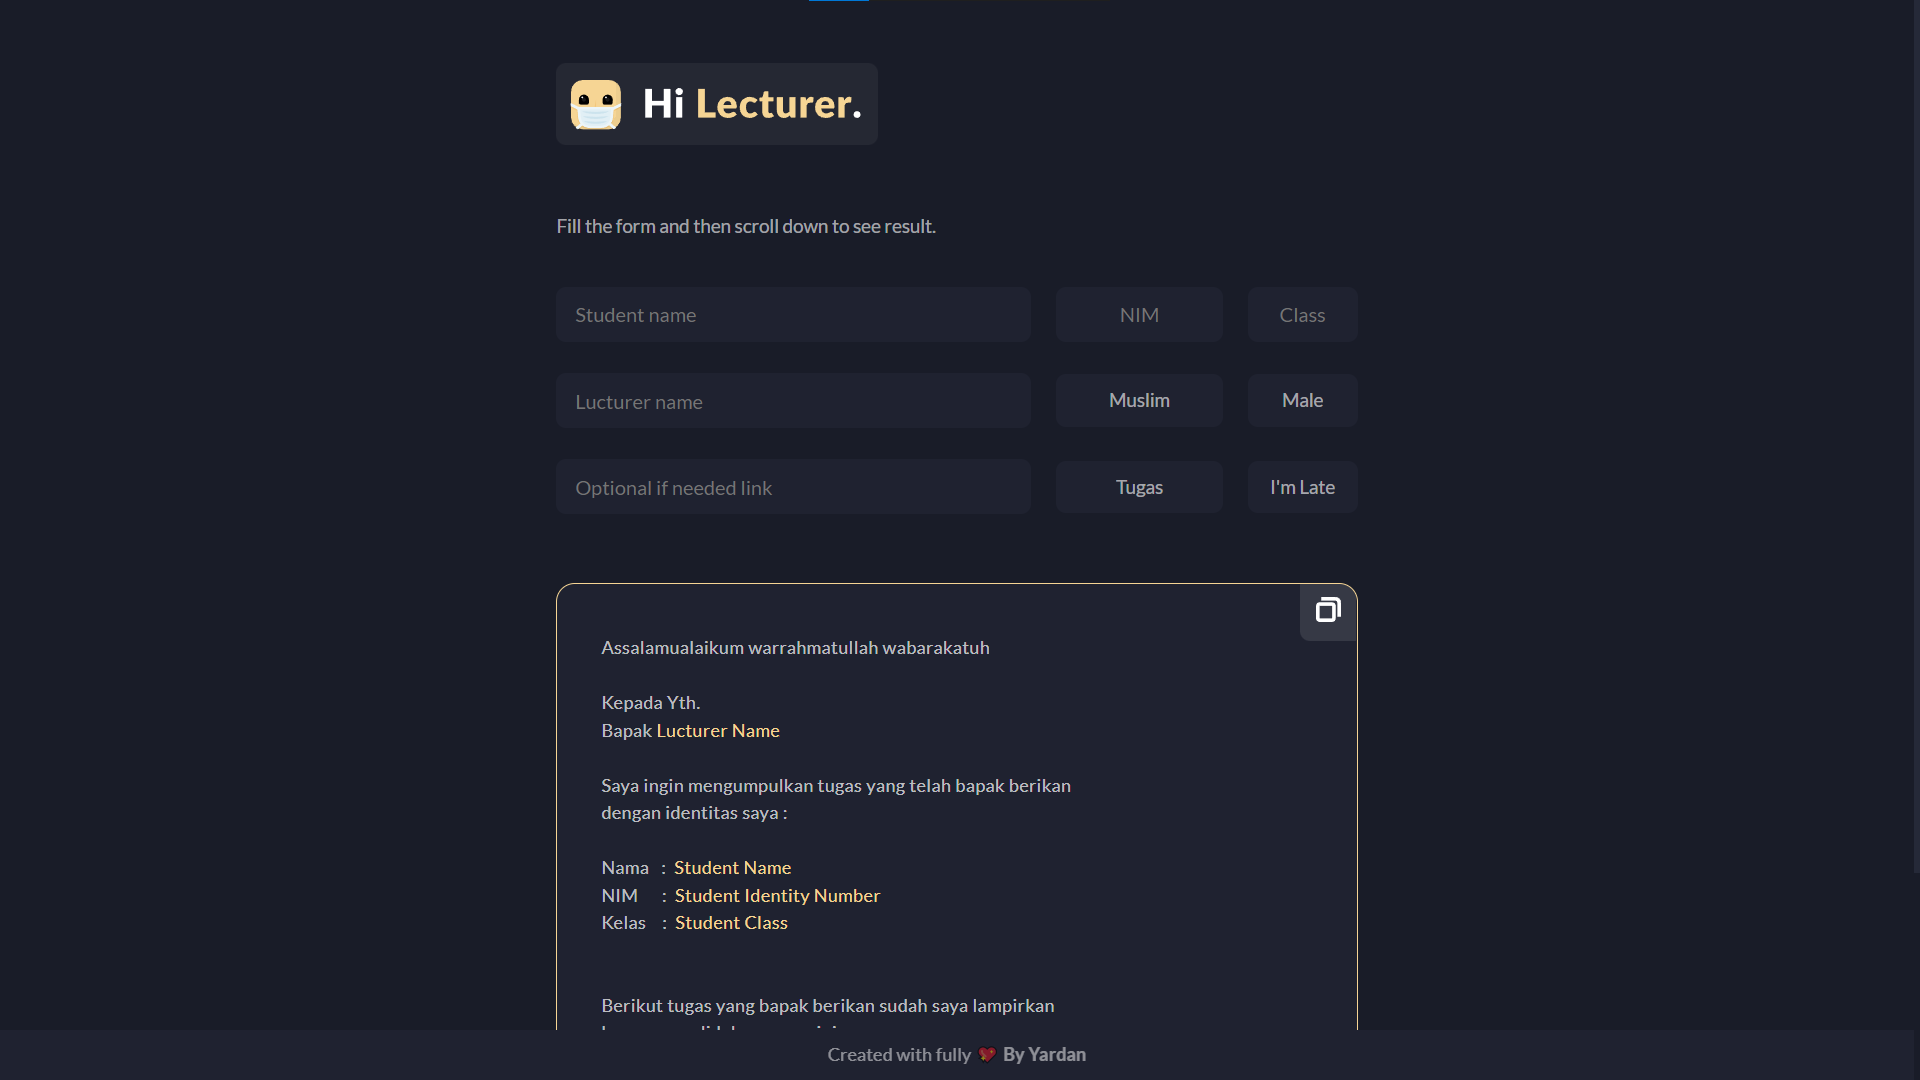 Hi Lecturer.
Fill the form and then scroll down to see result.
Student name NIM Class
Lucturer name Muslim Male
Optional if needed link Tugas I'm Late
Assalamualaikum warrahmatullah wabarakatuh
Kepada Yth.
Bapak Lucturer Name
Saya ingin mengumpulkan tugas yang telah bapak berikan
dengan identitas saya :
Nama : Student Name
NIM : Student Identity Number
Kelas : Student Class
Berikut tugas yang bapak berikan sudah saya lampirkan
Created with fully By Yardan